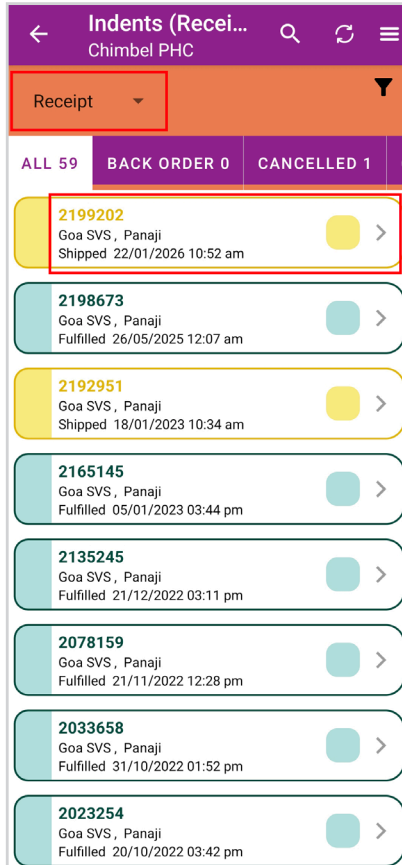 Indents (Recei...
Chimbel PHC
Receipt
ALL 59
BACK ORDER 0
CANCELLED 1
2199202
Goa SVS , Panaji
Shipped 22/01/2026 10:52 am
2198673
Goa SVS , Panaji
Fulfilled 26/05/2025 12:07 am
2192951
Goa SVS , Panaji
Shipped 18/01/2023 10:34 am
2165145
Goa SVS , Panaji
Fulfilled 05/01/2023 03:44 pm
2135245
Goa SVS , Panaji
Fulfilled 21/12/2022 03:11 pm
2078159
Goa SVS , Panaji
Fulfilled 21/11/2022 12:28 pm
2033658
Goa SVS , Panaji
Fulfilled 31/10/2022 01:52 pm
2023254
Goa SVS , Panaji
Fulfilled 20/10/2022 03:42 pm